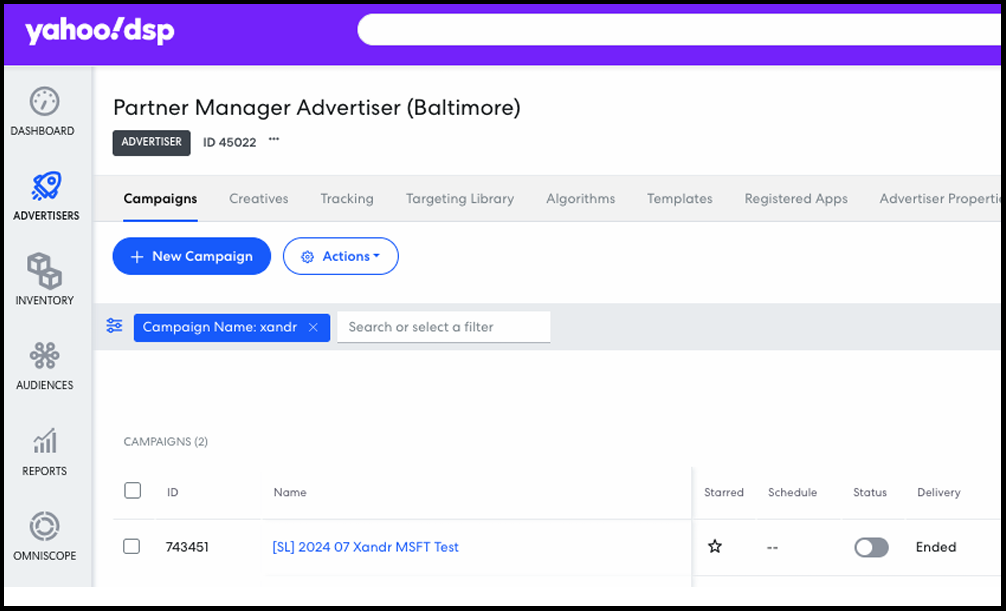 yahoo!dsp
Partner Manager Advertiser (Baltimore)
ADVERTISER ID 45022 ...
DASHBOARD
ADVERTISERS
INVENTORY
AUDIENCES
REPORTS
OMNISCOPE
Campaigns Creatives Tracking Targeting Library Algorithms Templates Registered Apps Advertiser Properti
+ New Campaign Actions
Campaign Name: xandr × Search or select a filter
CAMPAIGNS (2)
ID Name Starred Schedule Status Delivery
743451 [SL] 2024 07 Xandr MSFT Test -- Ended